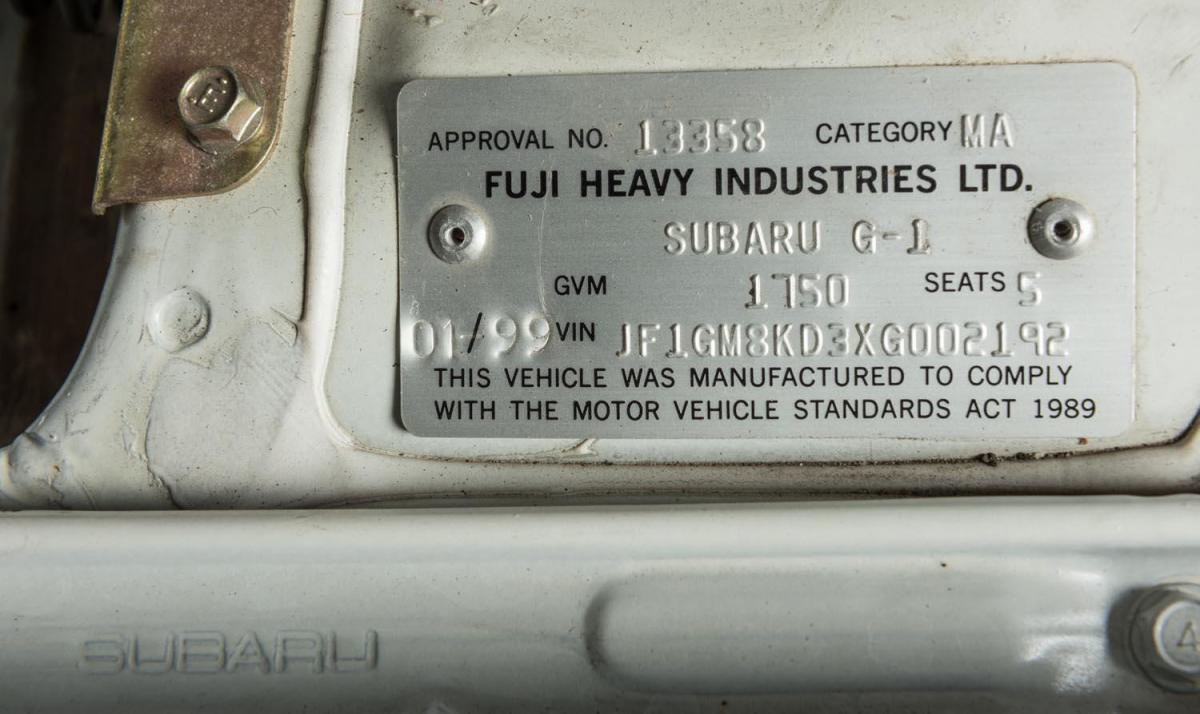 APPROVAL NO. 13358 CATEGORY MA
FUJI HEAVY INDUSTRIES LTD.
SUBARU G-1
GVM 1750 SEATS 5
01/99 VIN JF1GM8KD3XG002192
THIS VEHICLE WAS MANUFACTURED TO COMPLY
WITH THE MOTOR VEHICLE STANDARDS ACT 1989
SUBARU
4